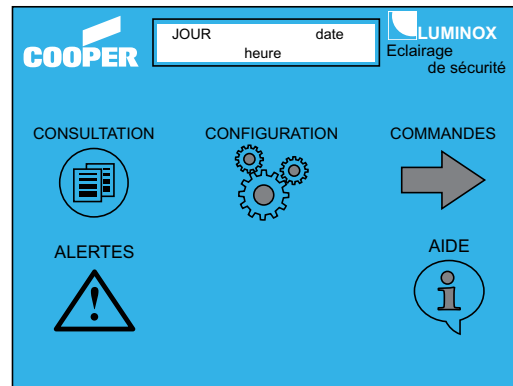 COOPER
JOUR date
heure
LUMINOX
Eclairage
de sécurité
CONSULTATION
CONFIGURATION
COMMANDES
ALERTES
AIDE